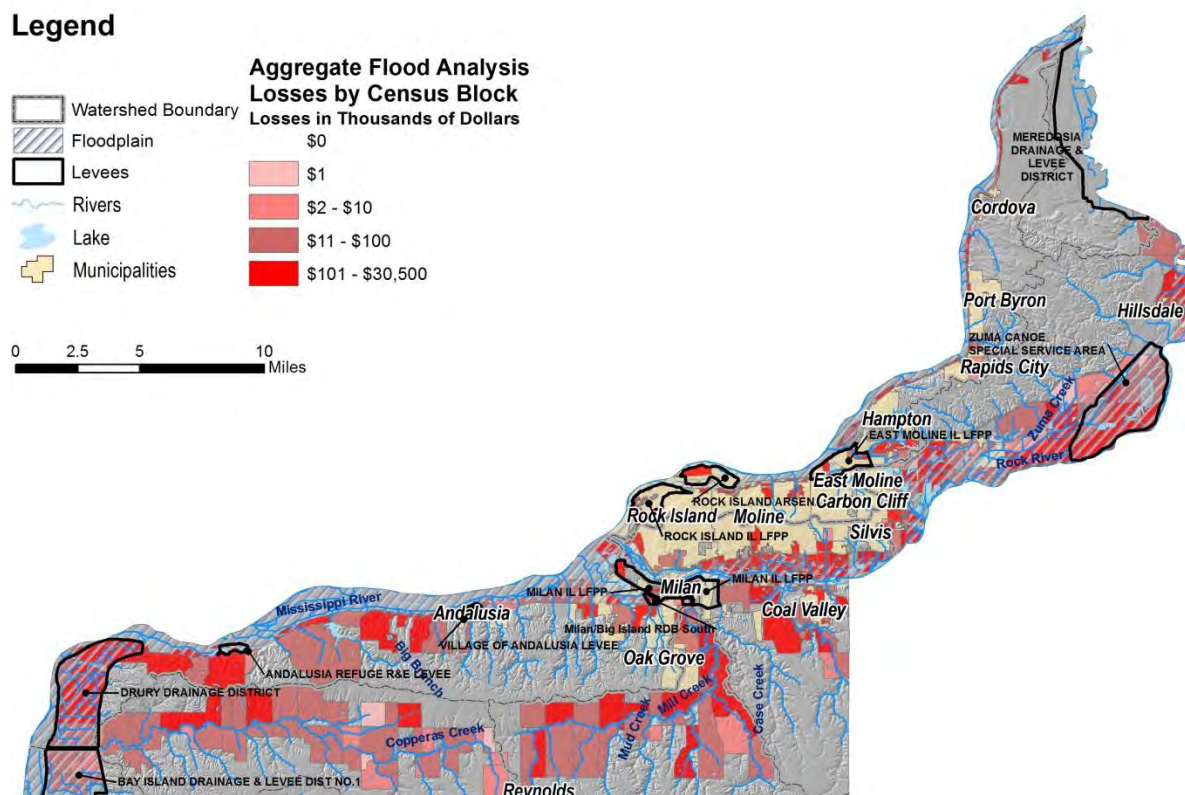 Legend
Watershed Boundary
Floodplain
Levees
Rivers
Lake
Municipalities
Aggregate Flood Analysis
Losses by Census Block
Losses in Thousands of Dollars
$0
$1
$2 - $10
$11 - $100
$101 - $30,500
0 2.5 5 10
Miles
MEREDOSIA
DRAINAGE &
LEVEE
DISTRICT
Cordova
Port Byron
Hillsdale
ZUMA CANOE
SPECIAL SERVICE AREA
Rapids City
Zuma Creek
Hampton
EAST MOLINE IL LFPP
Rock River
East Moline
Carbon Cliff
ROCK ISLAND ARSEN
Rock Island
Moline
Silvis
ROCK ISLAND IL LFPP
MILAN IL LFPP
Milan
MILAN IL LFPP
Mississippi River
Andalusia
Coal Valley
Milan/Big Island RDB South
VILLAGE OF ANDALUSIA LEVEE
Big Branch
Oak Grove
ANDALUSIA REFUGE R&E LEVEE
DRURY DRAINAGE DISTRICT
Mill Creek
Case Creek
Mud Creek
Copperas Creek
BAY ISLAND DRAINAGE & LEVEE DIST NO.1
Reynolds